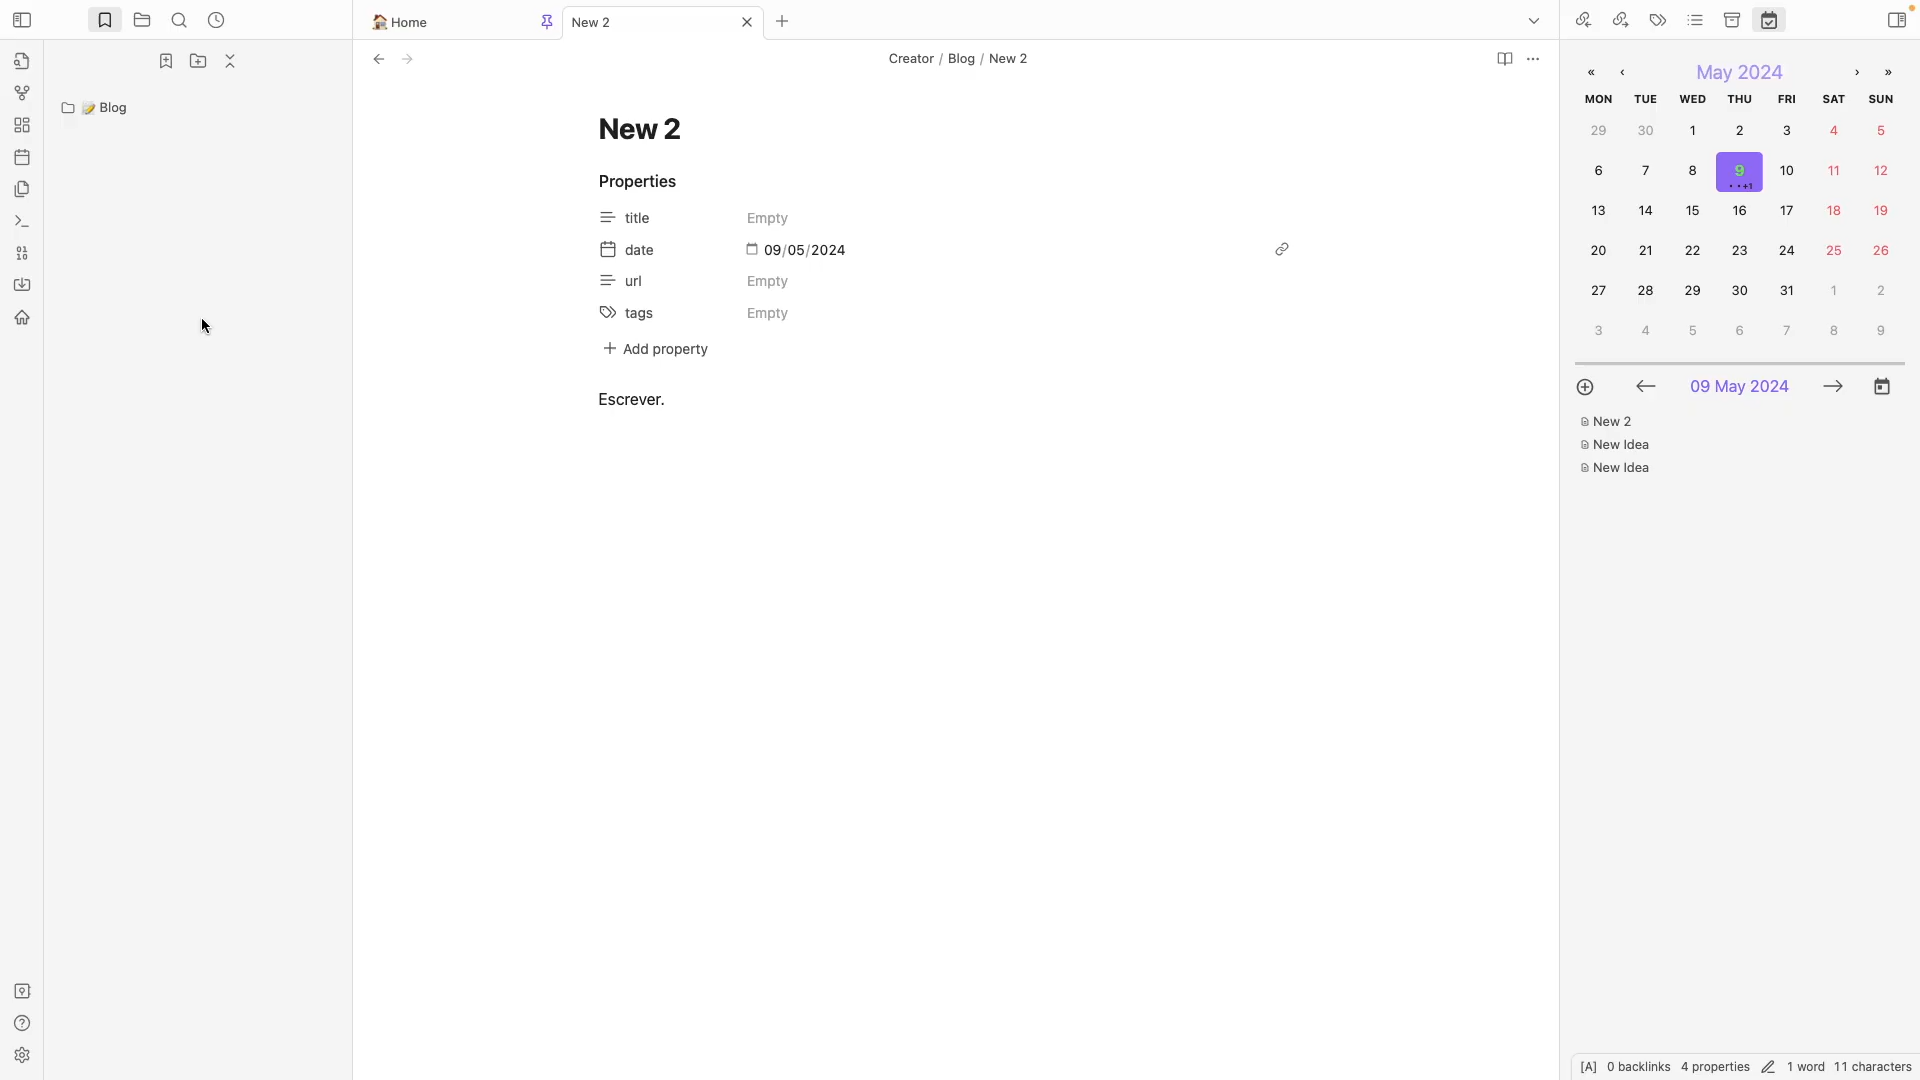 Home
New 2
Creator / Blog / New 2
Blog
New 2
Properties
title Empty
date 09/05/2024
url Empty
tags Empty
Add property
Escrever.
« ‹ May 2024 › »
MON TUE WED THU FRI SAT SUN
29 30 1 2 3 4 5
6 7 8 9 10 11 12
+1
13 14 15 16 17 18 19
20 21 22 23 24 25 26
27 28 29 30 31 1 2
3 4 5 6 7 8 9
09 May 2024
New 2
New Idea
New Idea
[A] 0 backlinks 4 properties 1 word 11 characters